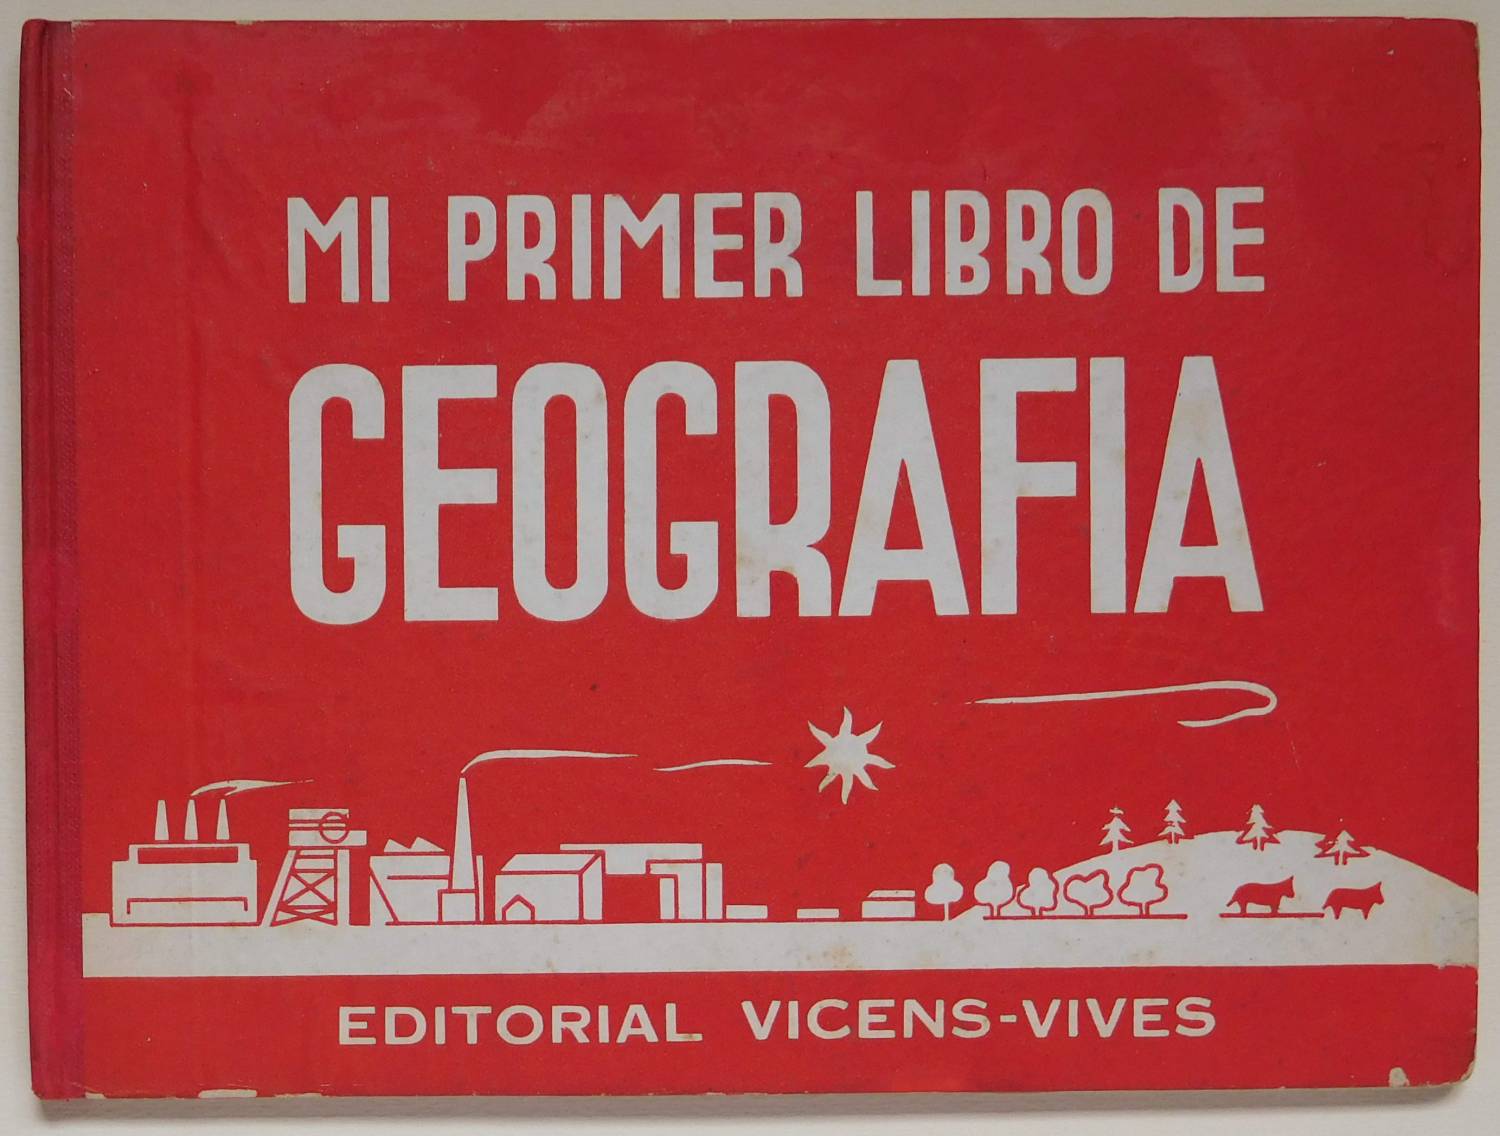 MI PRIMER LIBRO DE
GEOGRAFIA
EDITORIAL VICENS-VIVES